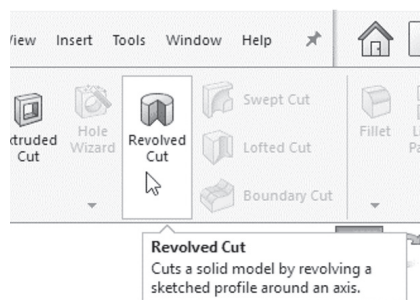 View Insert Tools Window Help
Extruded Cut
Hole Wizard
Revolved Cut
Swept Cut
Lofted Cut
Boundary Cut
Fillet
Revolved Cut
Cuts a solid model by revolving a
sketched profile around an axis.